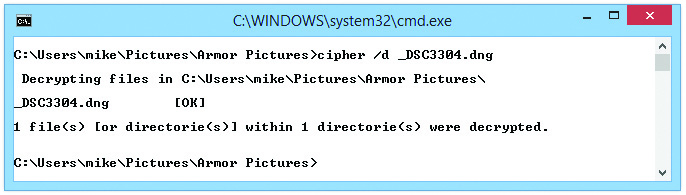 C:\WINDOWS\system32\cmd.exe
C:\Users\mike\Pictures\Armor Pictures>cipher /d _DSC3304.dng
Decrypting files in C:\Users\mike\Pictures\Armor Pictures\
_DSC3304.dng [OK]
1 file(s) [or directorie(s)] within 1 directorie(s) were decrypted.
C:\Users\mike\Pictures\Armor Pictures>